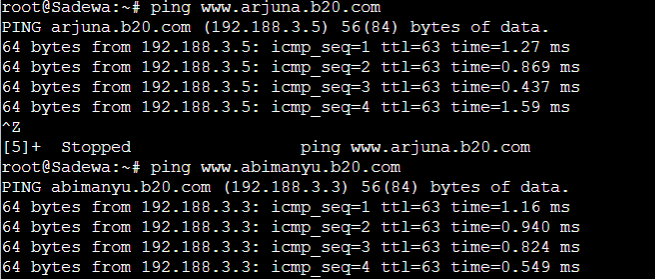 root@Sadewa:~# ping www.arjuna.b20.com
PING arjuna.b20.com (192.188.3.5) 56(84) bytes of data.
64 bytes from 192.188.3.5: icmp_seq=1 ttl=63 time=1.27 ms
64 bytes from 192.188.3.5: icmp_seq=2 ttl=63 time=0.869 ms
64 bytes from 192.188.3.5: icmp_seq=3 ttl=63 time=0.437 ms
64 bytes from 192.188.3.5: icmp_seq=4 ttl=63 time=1.59 ms
^Z
[5]+  Stopped                 ping www.arjuna.b20.com
root@Sadewa:~# ping www.abimanyu.b20.com
PING abimanyu.b20.com (192.188.3.3) 56(84) bytes of data.
64 bytes from 192.188.3.3: icmp_seq=1 ttl=63 time=1.16 ms
64 bytes from 192.188.3.3: icmp_seq=2 ttl=63 time=0.940 ms
64 bytes from 192.188.3.3: icmp_seq=3 ttl=63 time=0.824 ms
64 bytes from 192.188.3.3: icmp_seq=4 ttl=63 time=0.549 ms